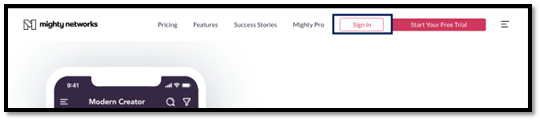 mighty networks Pricing Features Success Stories Mighty Pro Sign In Start Your Free Trial
9:41
Modern Creator